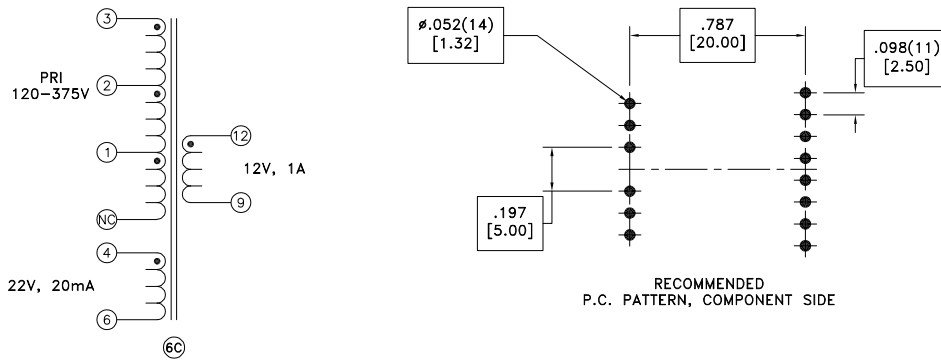 3
PRI
120-375V
2
1
NC
4
22V, 20mA
6
12
12V, 1A
9
6C
ø.052(14)
[1.32]
.787
[20.00]
.098(11)
[2.50]
.197
[5.00]
RECOMMENDED
P.C. PATTERN, COMPONENT SIDE